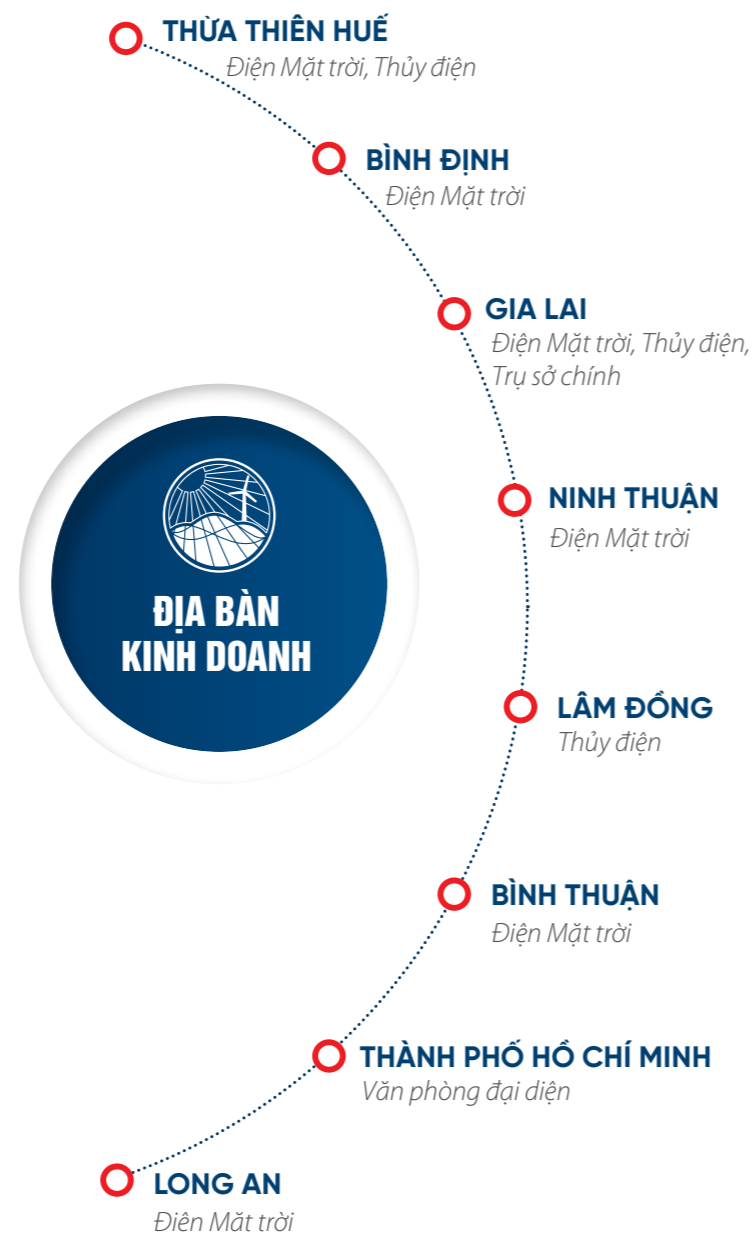 THỪA THIÊN HUẾ
Điện Mặt trời, Thủy điện
BÌNH ĐỊNH
Điện Mặt trời
GIA LAI
Điện Mặt trời, Thủy điện,
Trụ sở chính
NINH THUẬN
Điện Mặt trời
ĐỊA BÀN
KINH DOANH
LÂM ĐỒNG
Thủy điện
BÌNH THUẬN
Điện Mặt trời
THÀNH PHỐ HỒ CHÍ MINH
Văn phòng đại diện
LONG AN
Điện Mặt trời